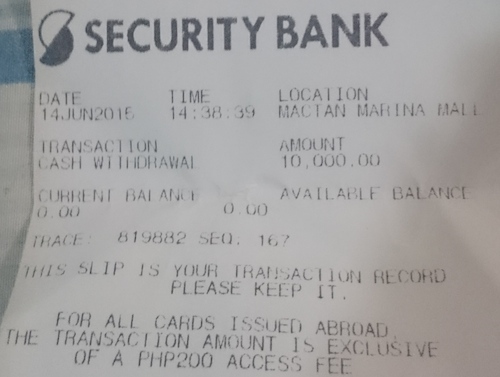 SECURITY BANK
DATE TIME LOCATION
14JUN2015 14:38:39 MACTAN MARINA MALL
TRANSACTION AMOUNT
CASH WITHDRAWAL 10,000.00
CURRENT BALANCE AVAILABLE BALANCE
0.00 0.00
TRACE: 819882 SEQ. 167
THIS SLIP IS YOUR TRANSACTION RECORD
PLEASE KEEP IT.
FOR ALL CARDS ISSUED ABROAD,
THE TRANSACTION AMOUNT IS EXCLUSIVE
OF A PHP200 ACCESS FEE